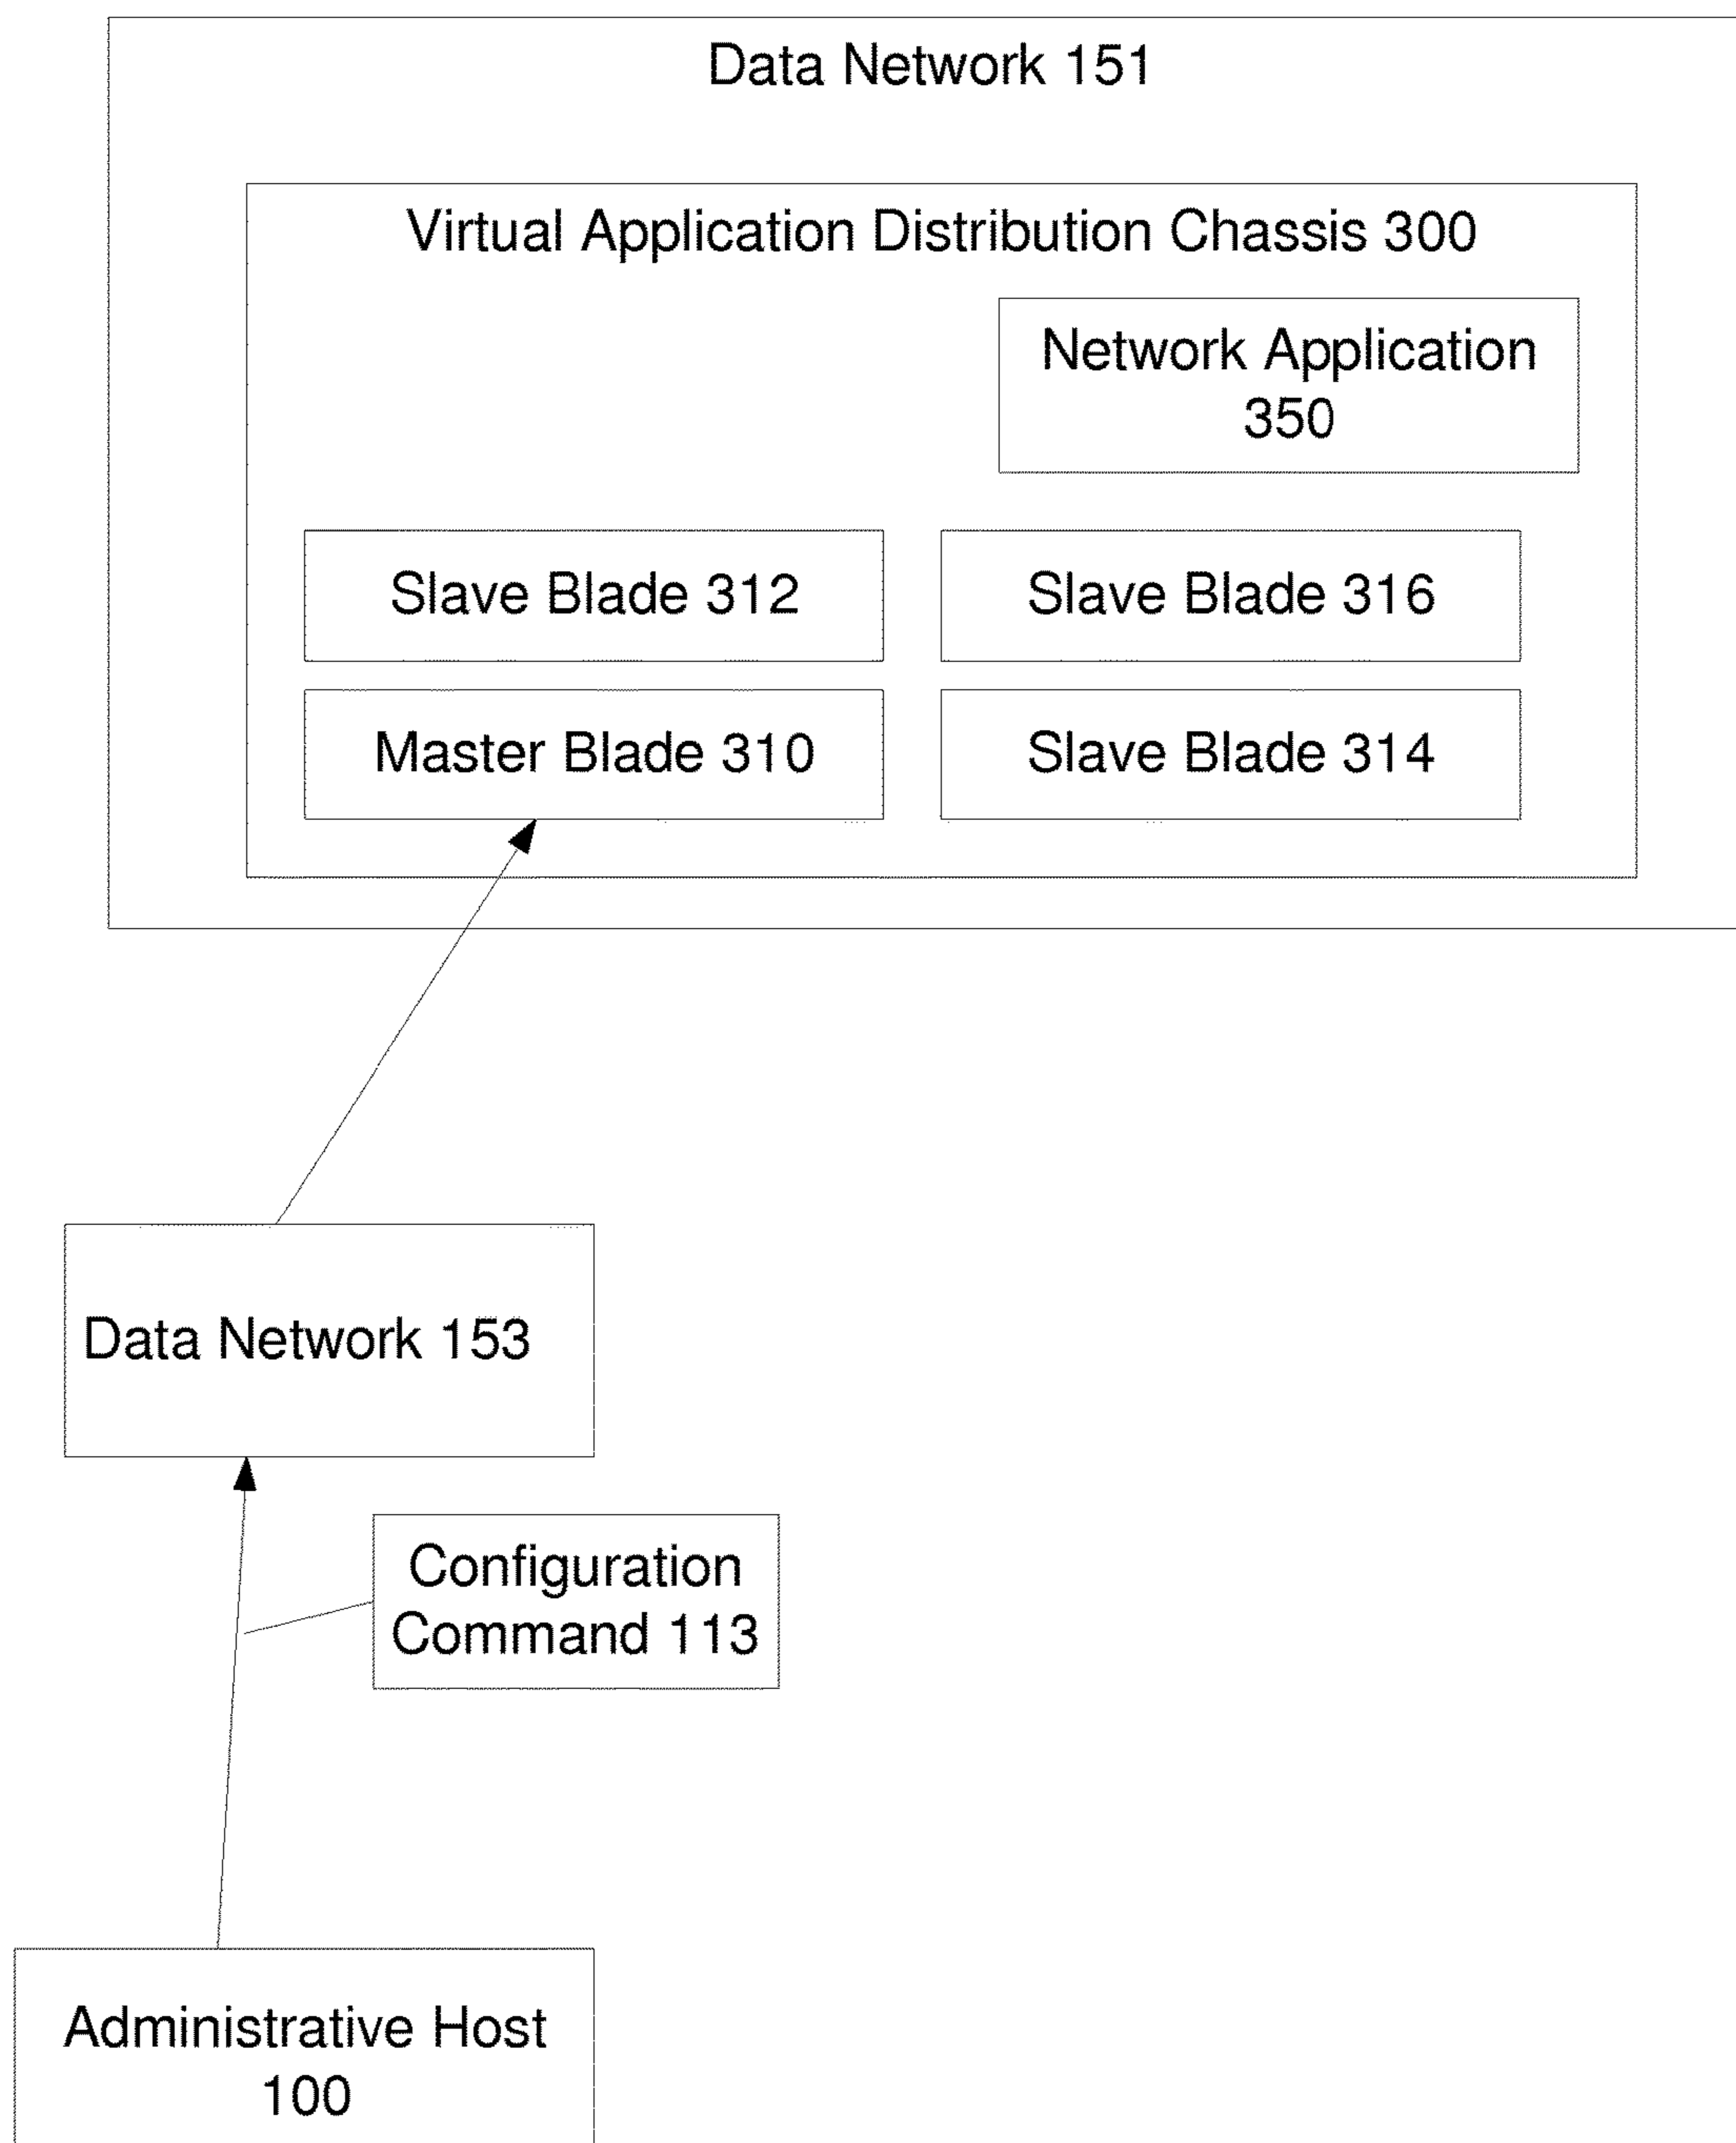 Data Network 151
Virtual Application Distribution Chassis 300
Network Application
350
Slave Blade 312
Slave Blade 316
Master Blade 310
Slave Blade 314
Data Network 153
Configuration
Command 113
Administrative Host
100